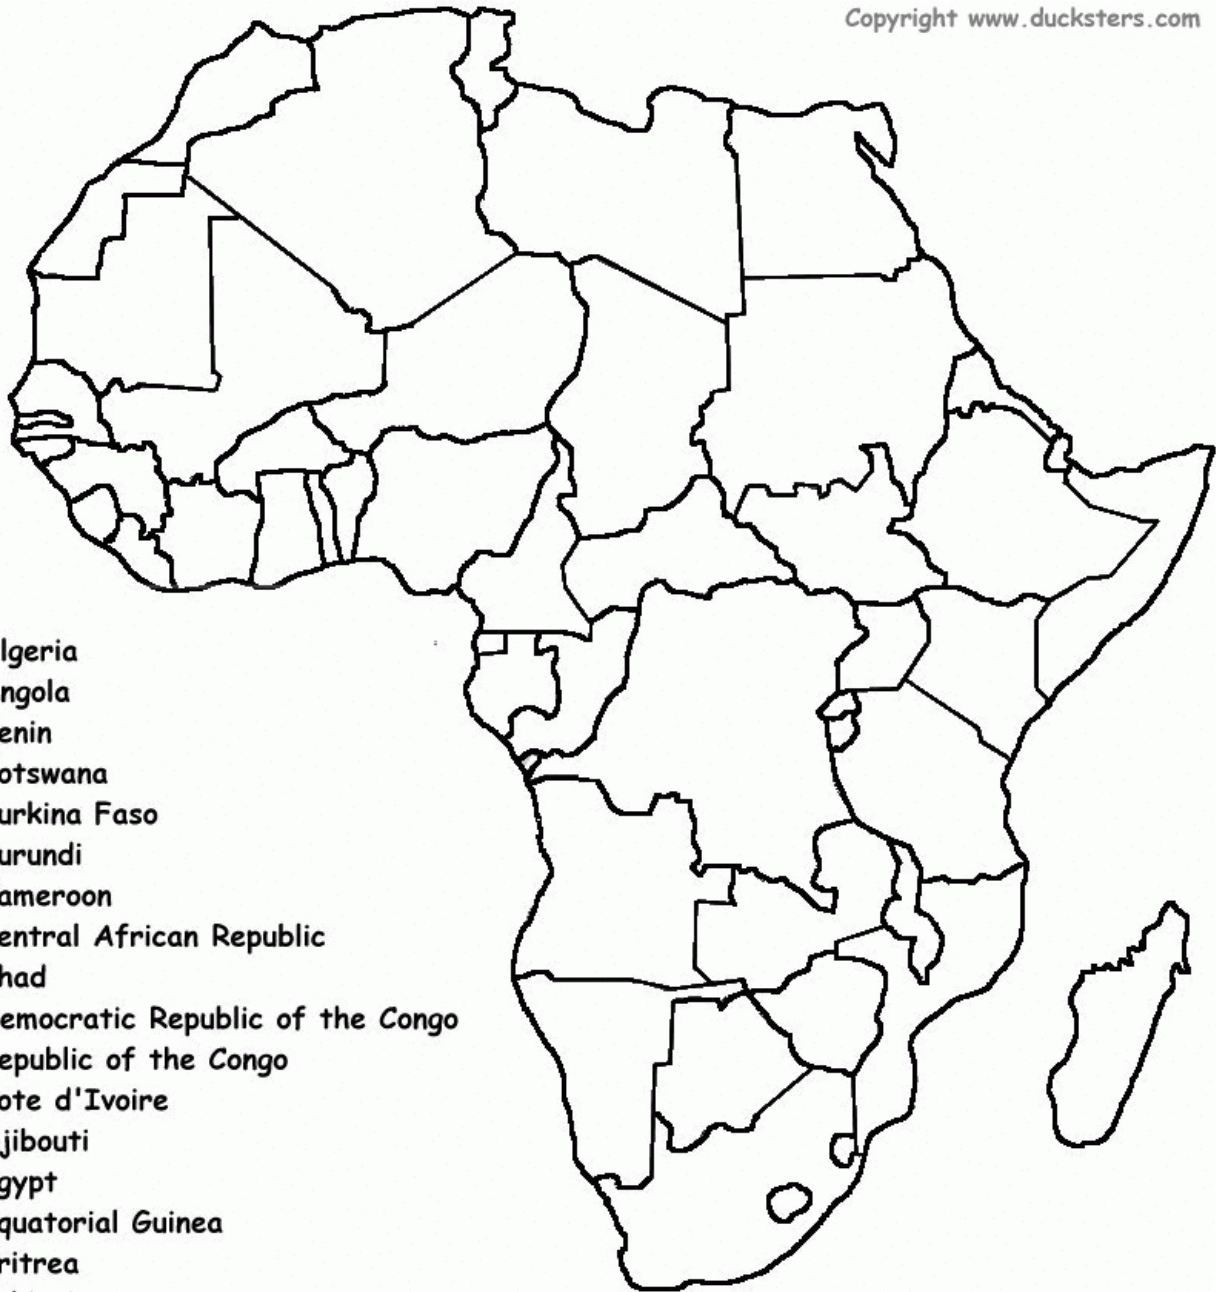 Copyright www.ducksters.com
lgeria
ngola
enin
otswana
urkina Faso
urundi
ameroon
entral African Republic
had
emocratic Republic of the Congo
epublic of the Congo
ote d'Ivoire
jibouti
gypt
quatorial Guinea
ritrea